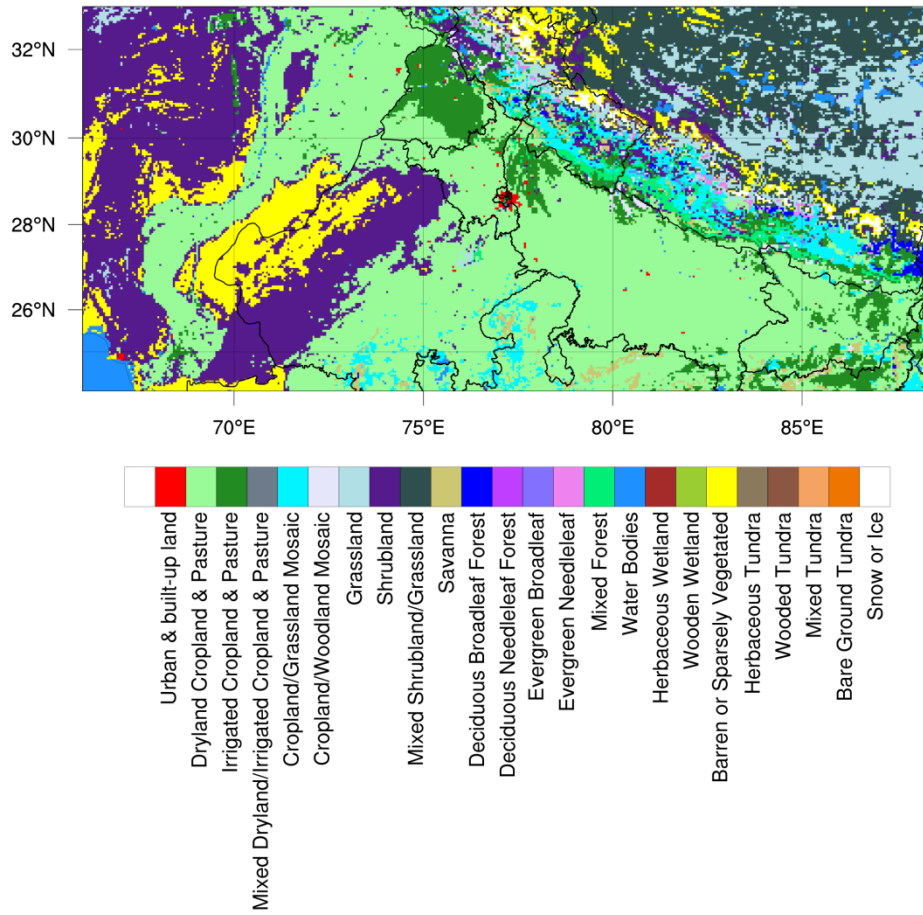 32°N
30°N
28°N
26°N
70°E
75°E
80°E
85°E
Urban & built-up land
Dryland Cropland & Pasture
Irrigated Cropland & Pasture
Mixed Dryland/Irrigated Cropland & Pasture
Cropland/Grassland Mosaic
Cropland/Woodland Mosaic
Grassland
Shrubland
Mixed Shrubland/Grassland
Savanna
Deciduous Broadleaf Forest
Deciduous Needleleaf Forest
Evergreen Broadleaf
Evergreen Needleleaf
Mixed Forest
Water Bodies
Herbaceous Wetland
Wooden Wetland
Barren or Sparsely Vegetated
Herbaceous Tundra
Wooded Tundra
Mixed Tundra
Bare Ground Tundra
Snow or Ice